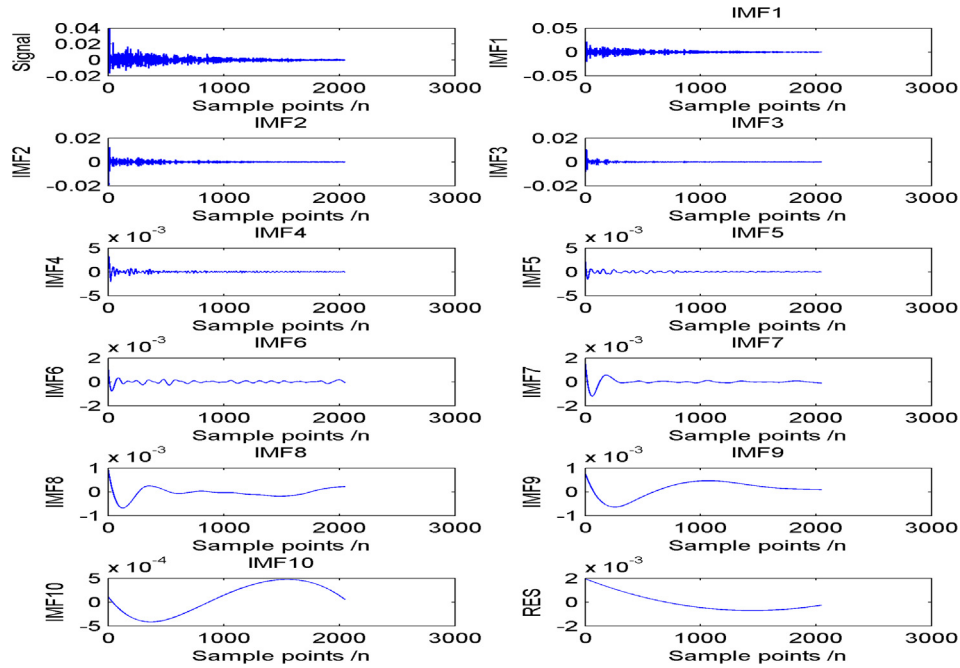 Signal
0.04
0.02
0
−0.02
0 1000 2000 3000
Sample points /n
IMF1
IMF1
0.05
0
−0.05
0 1000 2000 3000
Sample points /n
IMF2
IMF2
0.02
0
−0.02
0 1000 2000 3000
Sample points /n
IMF3
IMF3
0.02
0
−0.02
0 1000 2000 3000
Sample points /n
x 10⁻³
IMF4
IMF4
5
0
−5
0 1000 2000 3000
Sample points /n
x 10⁻³
IMF5
IMF5
5
0
−5
0 1000 2000 3000
Sample points /n
x 10⁻³
IMF6
IMF6
2
0
−2
0 1000 2000 3000
Sample points /n
x 10⁻³
IMF7
IMF7
2
0
−2
0 1000 2000 3000
Sample points /n
x 10⁻³
IMF8
IMF8
1
0
−1
0 1000 2000 3000
Sample points /n
x 10⁻³
IMF9
IMF9
1
0
−1
0 1000 2000 3000
Sample points /n
x 10⁻⁴
IMF10
IMF10
5
0
−5
0 1000 2000 3000
Sample points /n
x 10⁻³
RES
2
0
−2
0 1000 2000 3000
Sample points /n